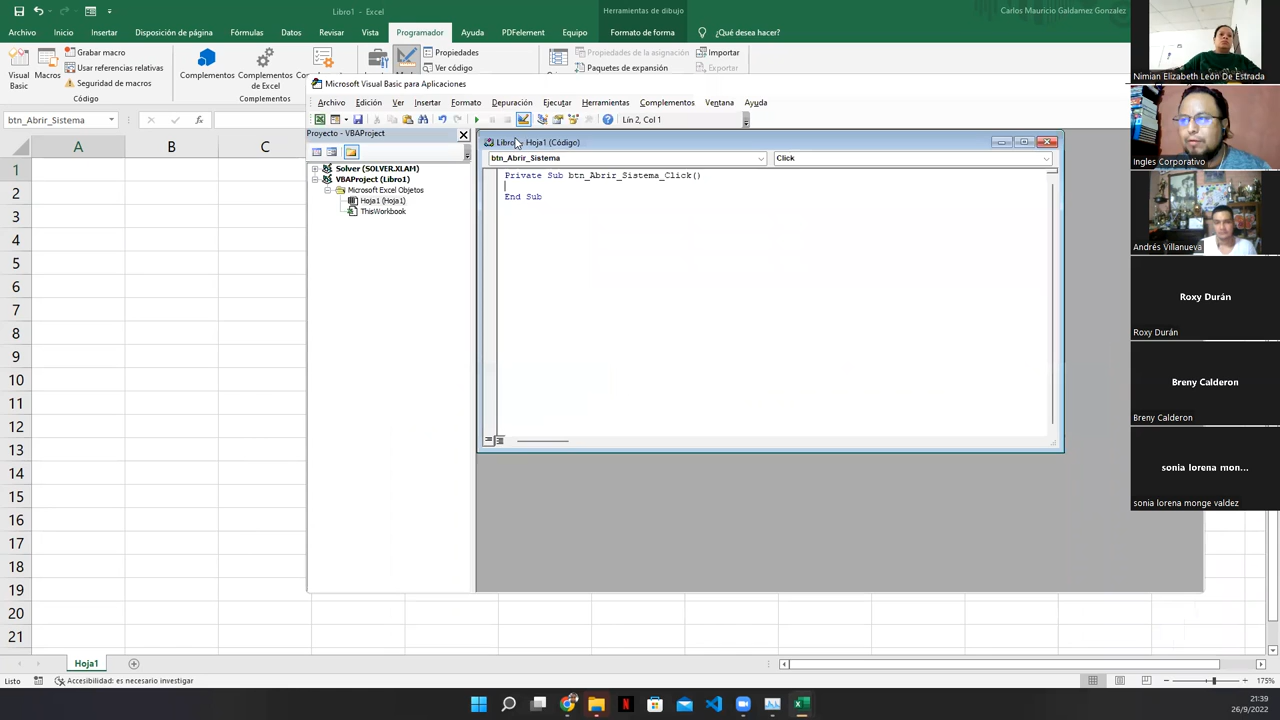 Libro1 - Excel
Herramientas de dibujo
Carlos Mauricio Galdamez Gonzalez
Archivo
Inicio
Insertar
Disposición de página
Fórmulas
Datos
Revisar
Vista
Programador
Ayuda
PDFelement
Equipo
Formato de forma
¿Qué desea hacer?
Visual Basic
Macros
Grabar macro
Usar referencias relativas
Seguridad de macros
Código
Complementos
Complementos de Excel
Complementos
Propiedades
Ver código
Propiedades de la asignación
Paquetes de expansión
Importar
Exportar
btn_Abrir_Sistema
Microsoft Visual Basic para Aplicaciones
Archivo Edición Ver Insertar Formato Depuración Ejecutar Herramientas Complementos Ventana Ayuda
Lín 2, Col 1
Proyecto - VBAProject
Solver (SOLVER.XLAM)
VBAProject (Libro1)
Microsoft Excel Objetos
Hoja1 (Hoja1)
ThisWorkbook
Hoja1 (Código)
btn_Abrir_Sistema
Click
Private Sub btn_Abrir_Sistema_Click()
End Sub
A B C
1
2
3
4
5
6
7
8
9
10
11
12
13
14
15
16
17
18
19
20
21
Hoja1
Listo
Accesibilidad: es necesario investigar
175%
21:39
26/9/2022
Nimian Elizabeth León De Estrada
Ingles Corporativo
Andrés Villanueva
Roxy Durán
Roxy Durán
Breny Calderon
Breny Calderon
sonia lorena mon...
sonia lorena monge valdez